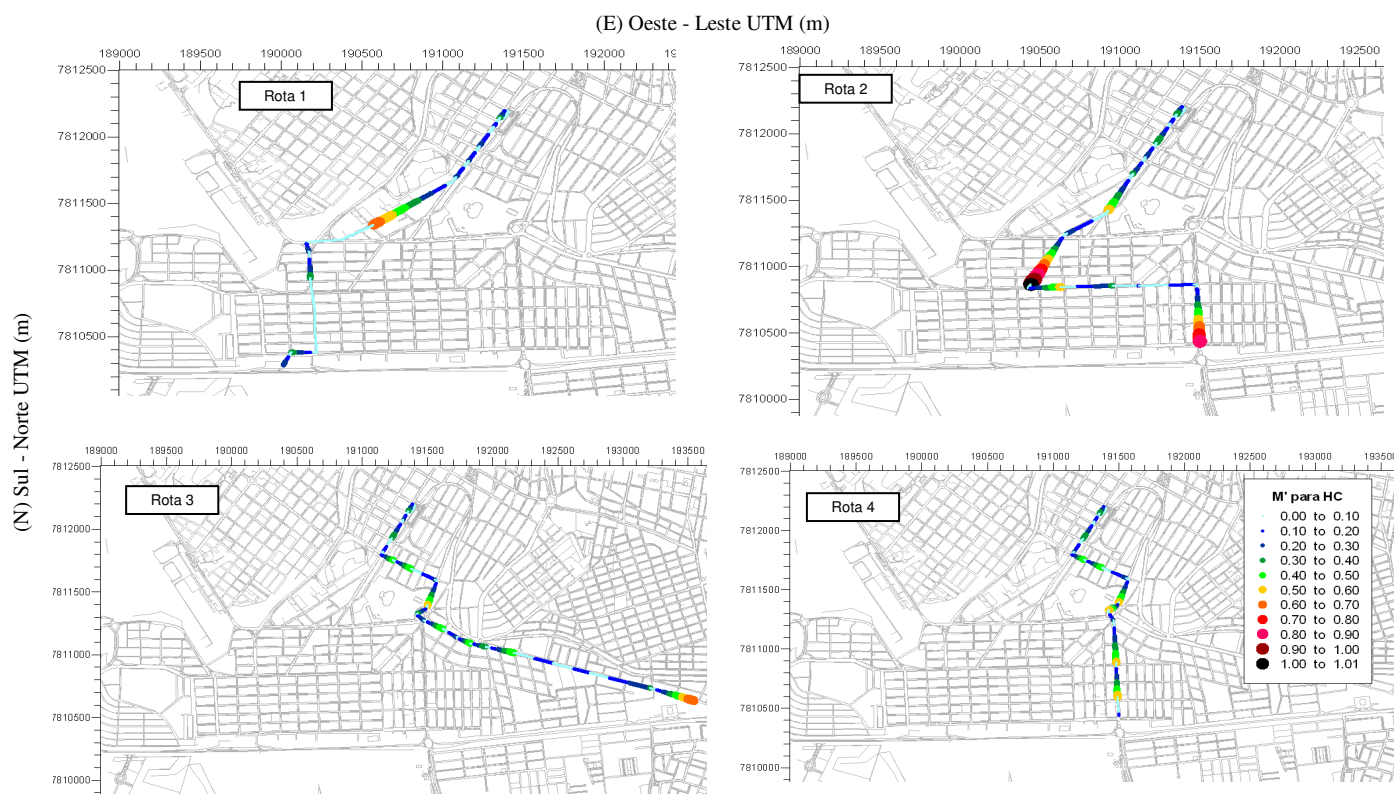 (E) Oeste - Leste UTM (m)
189000 189500 190000 190500 191000 191500 192000
7812500
7812000
7811500
7811000
7810500
Rota 1
189000 189500 190000 190500 191000 191500 192000 192500
7812500
7812000
7811500
7811000
7810500
7810000
Rota 2
(N) Sul - Norte UTM (m)
189000 190000 191000 191500 192000 192500 193000 193500
7812500
7812000
7811500
7811000
7810500
7810000
Rota 3
189000 190000 191000 191500 192000 192500 193000
7812500
7812000
7811500
7811000
7810500
7810000
Rota 4
M' para HC
0.00 to 0.10
0.10 to 0.20
0.20 to 0.30
0.30 to 0.40
0.40 to 0.50
0.50 to 0.60
0.60 to 0.70
0.70 to 0.80
0.80 to 0.90
0.90 to 1.00
1.00 to 1.01